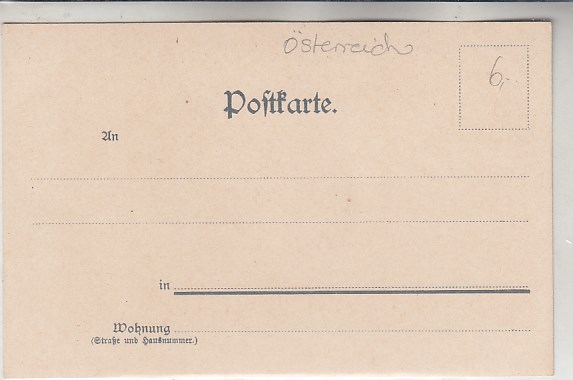 Österreich
6,-
Postkarte.
An
in
Wohnung
(Straße und Hausnummer.)